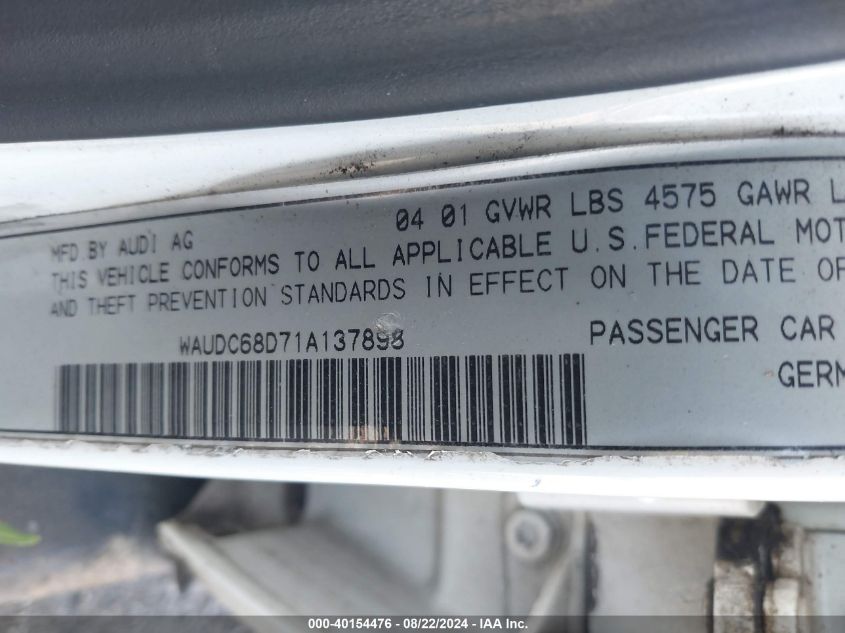 MFD BY AUDI AG 04 01 GVWR LBS 4575 GAWR L
THIS VEHICLE CONFORMS TO ALL APPLICABLE U.S.FEDERAL MOT
AND THEFT PREVENTION STANDARDS IN EFFECT ON THE DATE OF
WAUDC68D71A137898 PASSENGER CAR
GERM
000-40154476 - 08/22/2024 - IAA Inc.